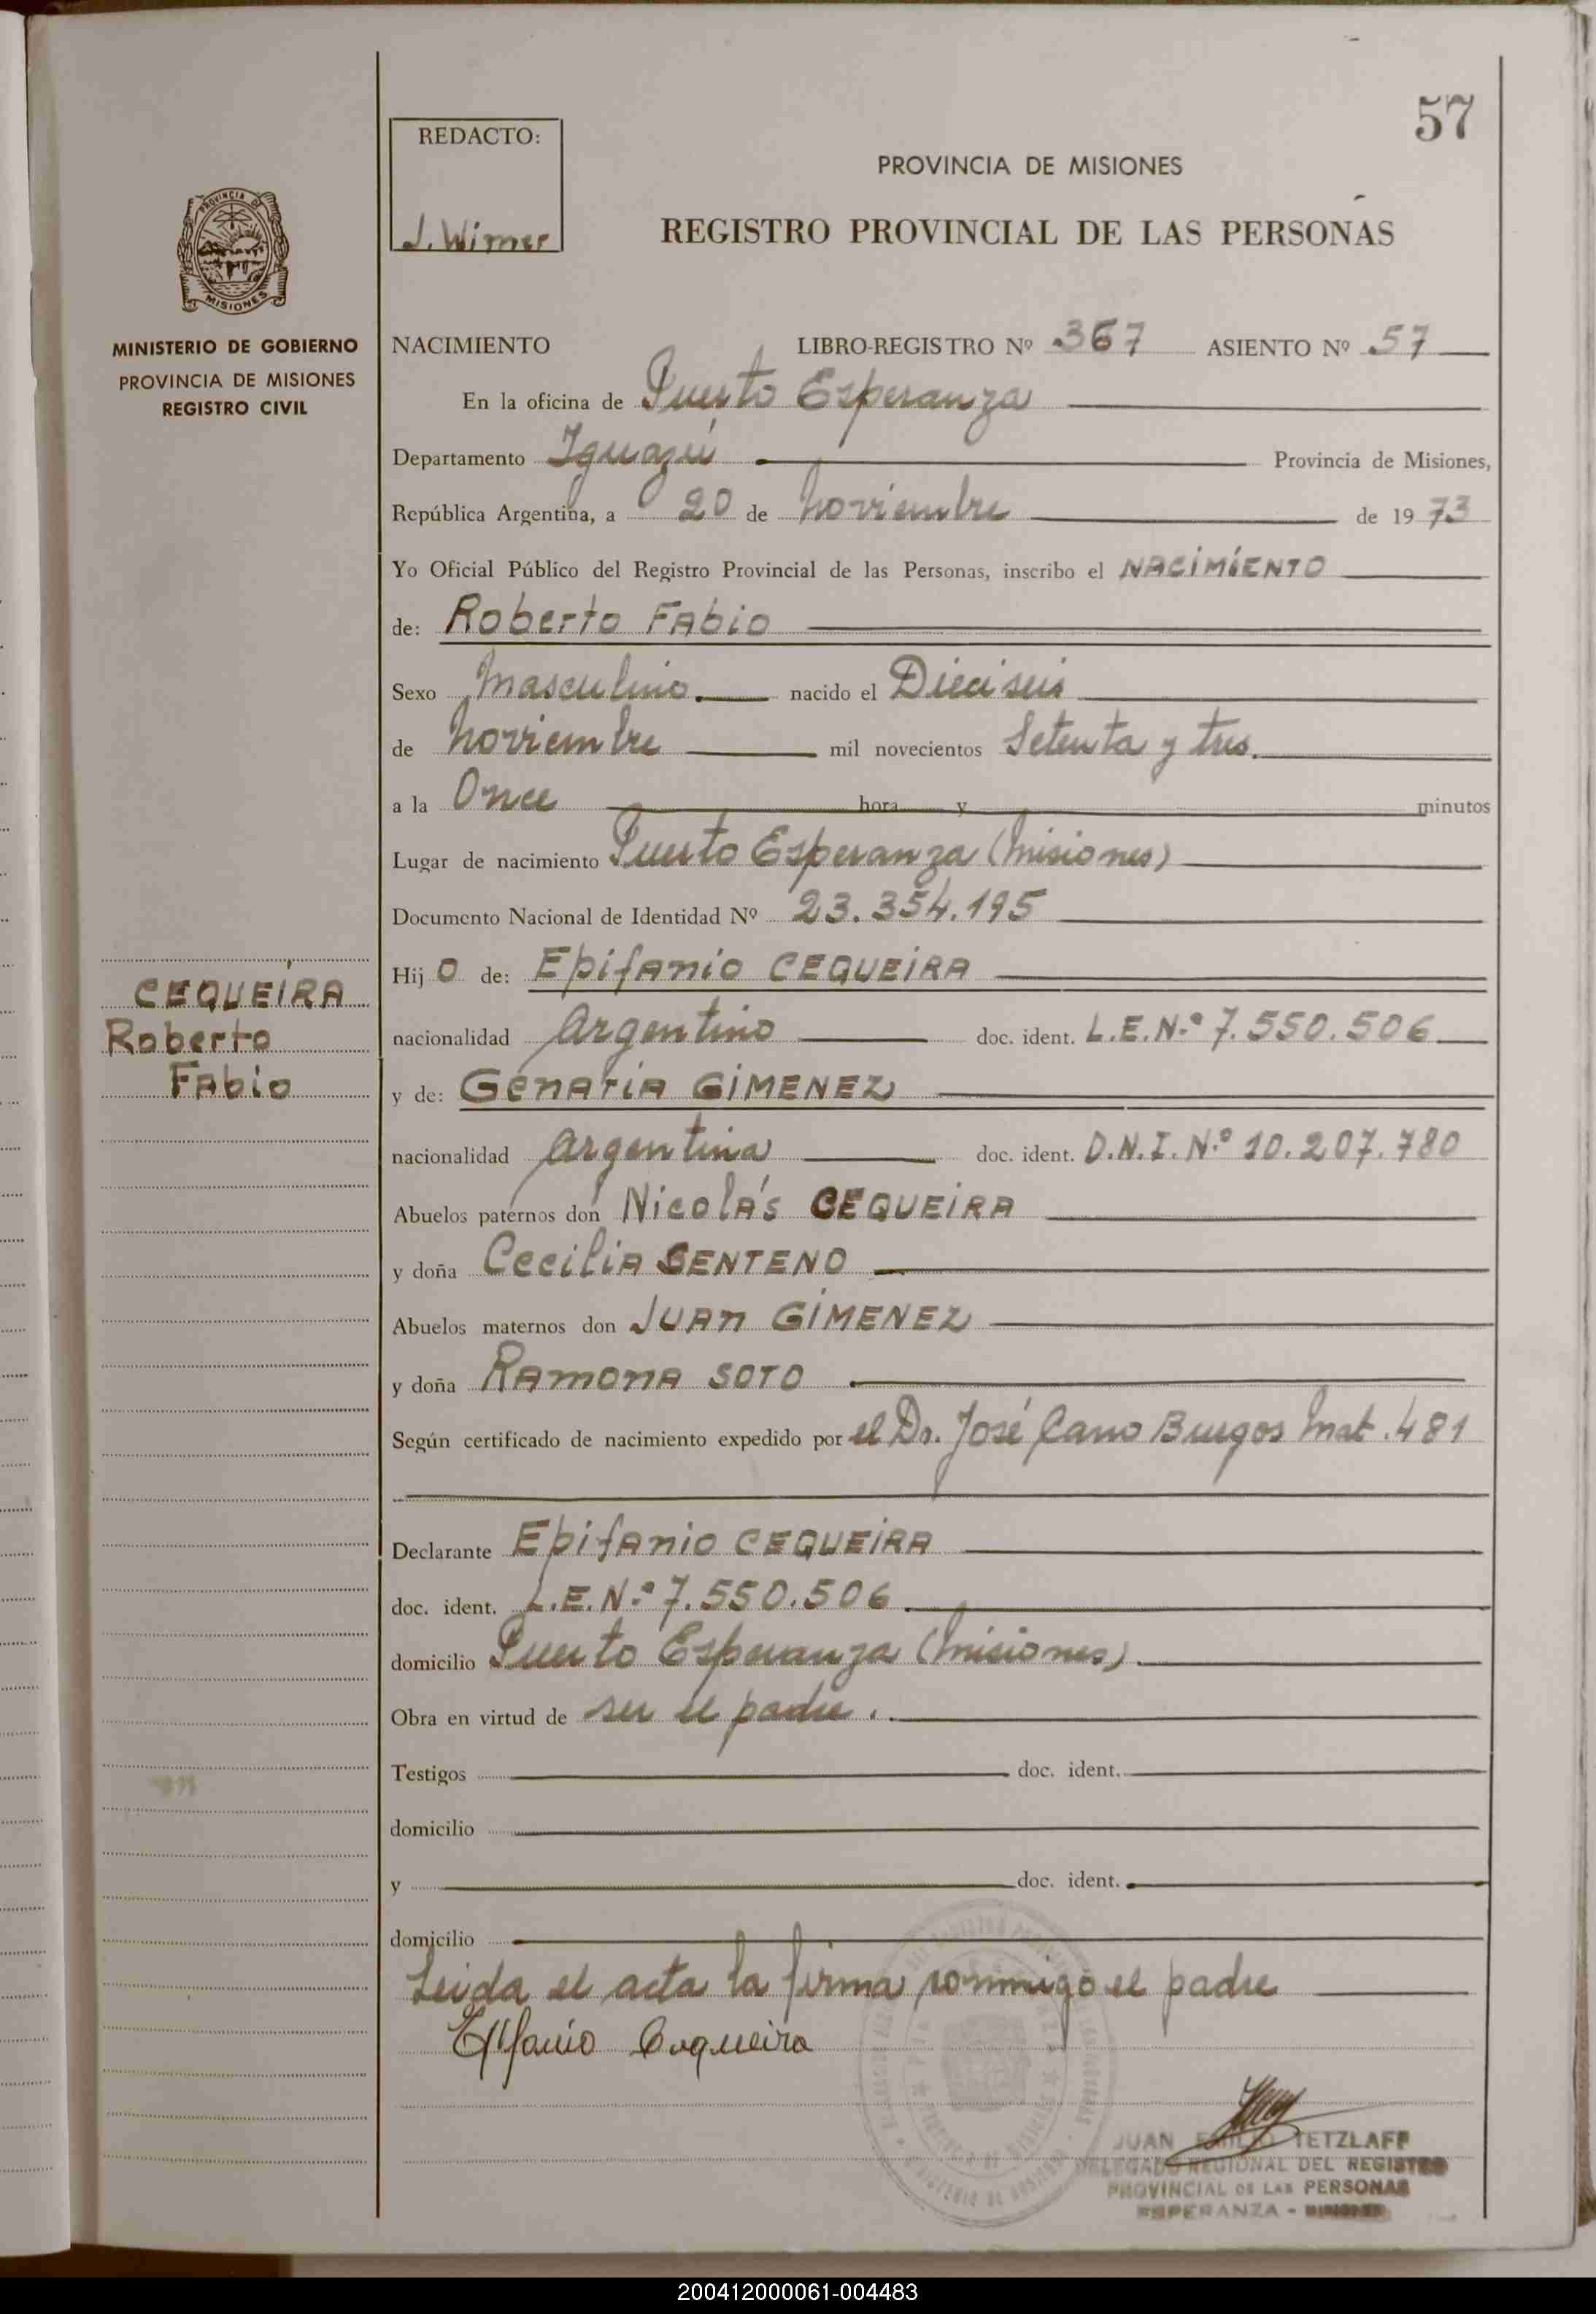 57
REDACTO:
J. Wimer
PROVINCIA DE MISIONES
REGISTRO PROVINCIAL DE LAS PERSONAS
PROVINCIA DE
MISIONES
MINISTERIO DE GOBIERNO
PROVINCIA DE MISIONES
REGISTRO CIVIL
NACIMIENTO LIBRO-REGISTRO Nº 367 ASIENTO Nº 57
En la oficina de Puerto Esperanza
Departamento Iguazú Provincia de Misiones,
República Argentina, a 20 de noviembre de 1973
Yo Oficial Público del Registro Provincial de las Personas, inscribo el NACIMIENTO
de: Roberto Fabio
Sexo Masculino. nacido el Dieciseis
de noviembre mil novecientos Setenta y tres.
a la Once hora y minutos
Lugar de nacimiento Puerto Esperanza (Misiones)
Documento Nacional de Identidad Nº 23.354.195
Hij o de: Epifanio CEQUEIRA
nacionalidad Argentino doc. ident. L.E.N.º 7.550.506
y de: Genaria GIMENEZ
nacionalidad Argentina doc. ident. D.N.I. N.º 10.207.780
Abuelos paternos don Nicolás CEQUEIRA
y doña Cecilia SENTENO
Abuelos maternos don JUAN GIMENEZ
y doña RAMONA SOTO
Según certificado de nacimiento expedido por el Dr. José Cano Burgos Mat. 481
Declarante Epifanio CEQUEIRA
doc. ident. L.E.N.º 7.550.506
domicilio Puerto Esperanza (Misiones)
Obra en virtud de ser el padre.
Testigos doc. ident.
domicilio
y doc. ident.
domicilio
Leida el acta la firma conmigo el padre
Epifanio Cequeira
CEQUEIRA
Roberto
Fabio
JUAN EMILIO TETZLAFF
DELEGADO REGIONAL DEL REGISTRO
PROVINCIAL DE LAS PERSONAS
ESPERANZA - MISIONES
200412000061-004483